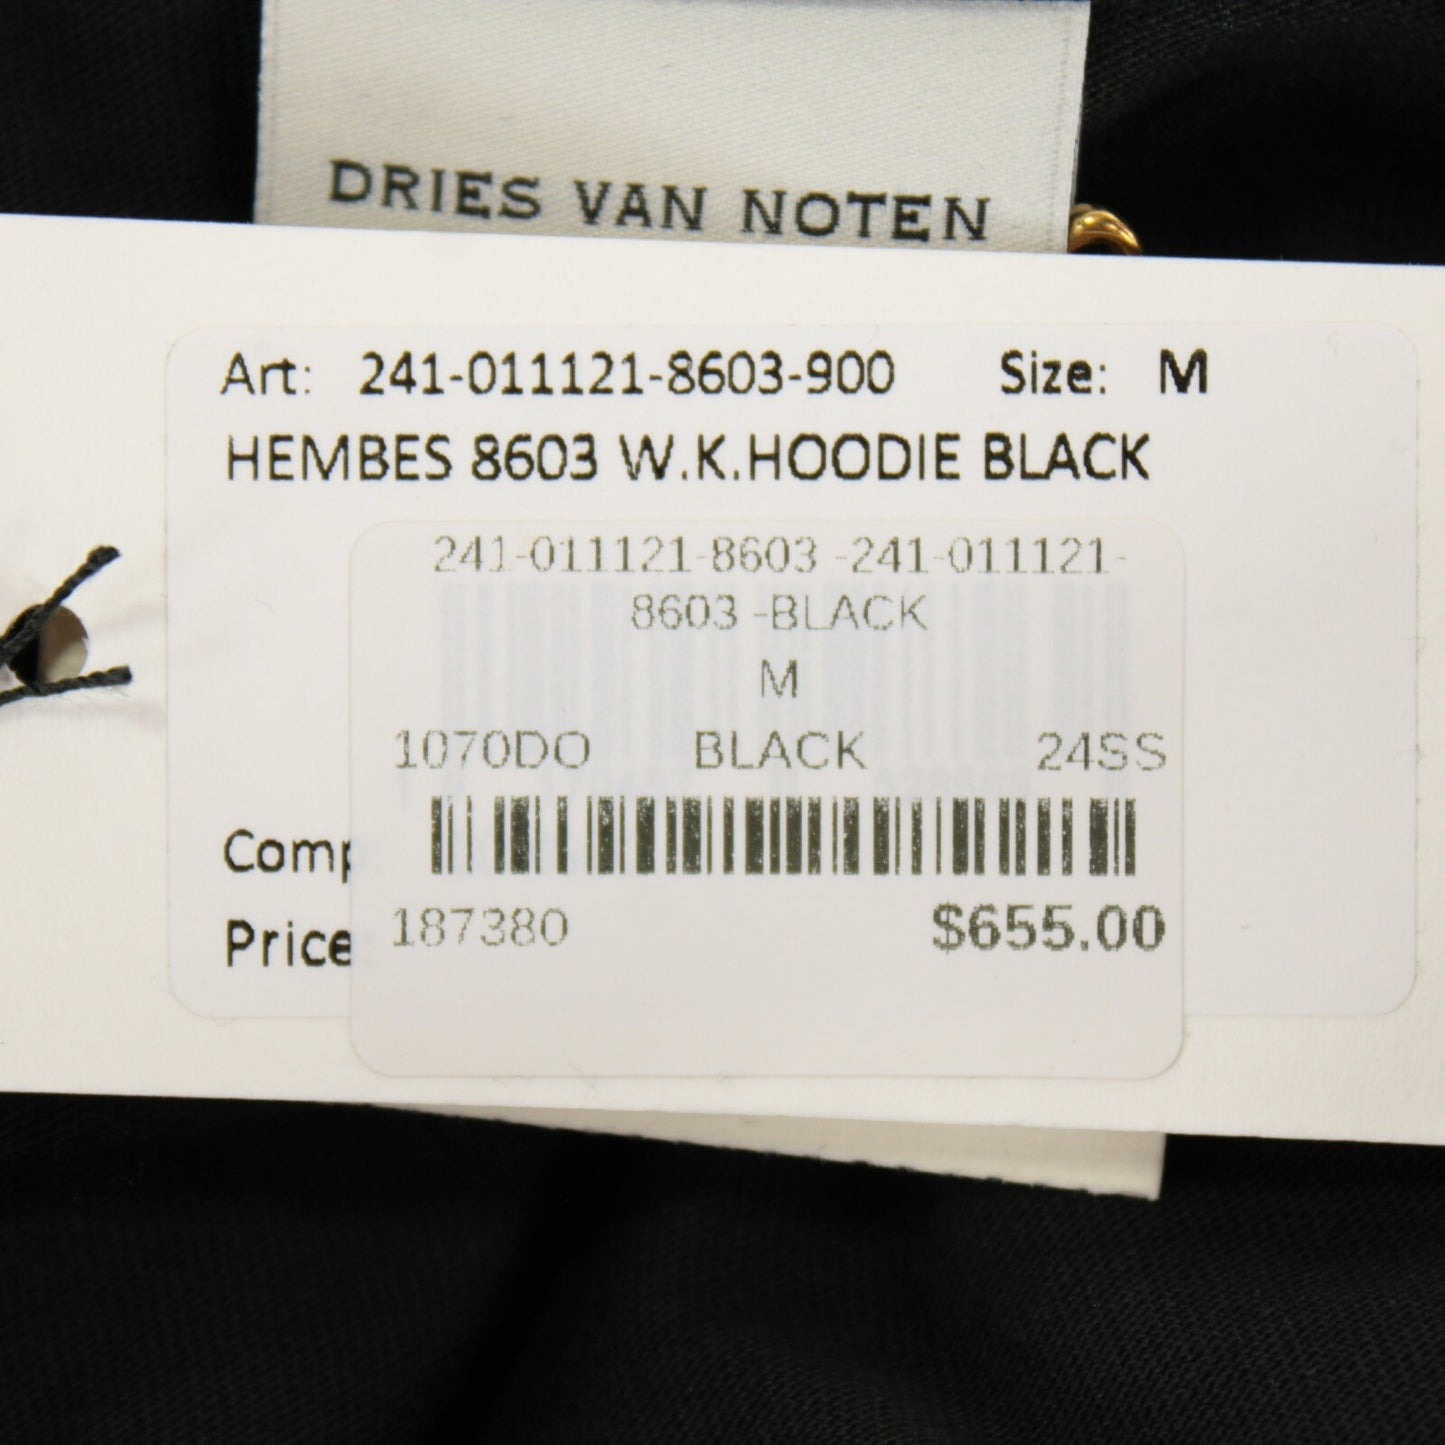 DRIES VAN NOTEN
Art: 241-011121-8603-900 Size: M
HEMBES 8603 W.K.HOODIE BLACK
241-011121-8603 -241-011121-
8603 -BLACK
M
1070DO BLACK 24SS
Comp
Price
187380 $655.00